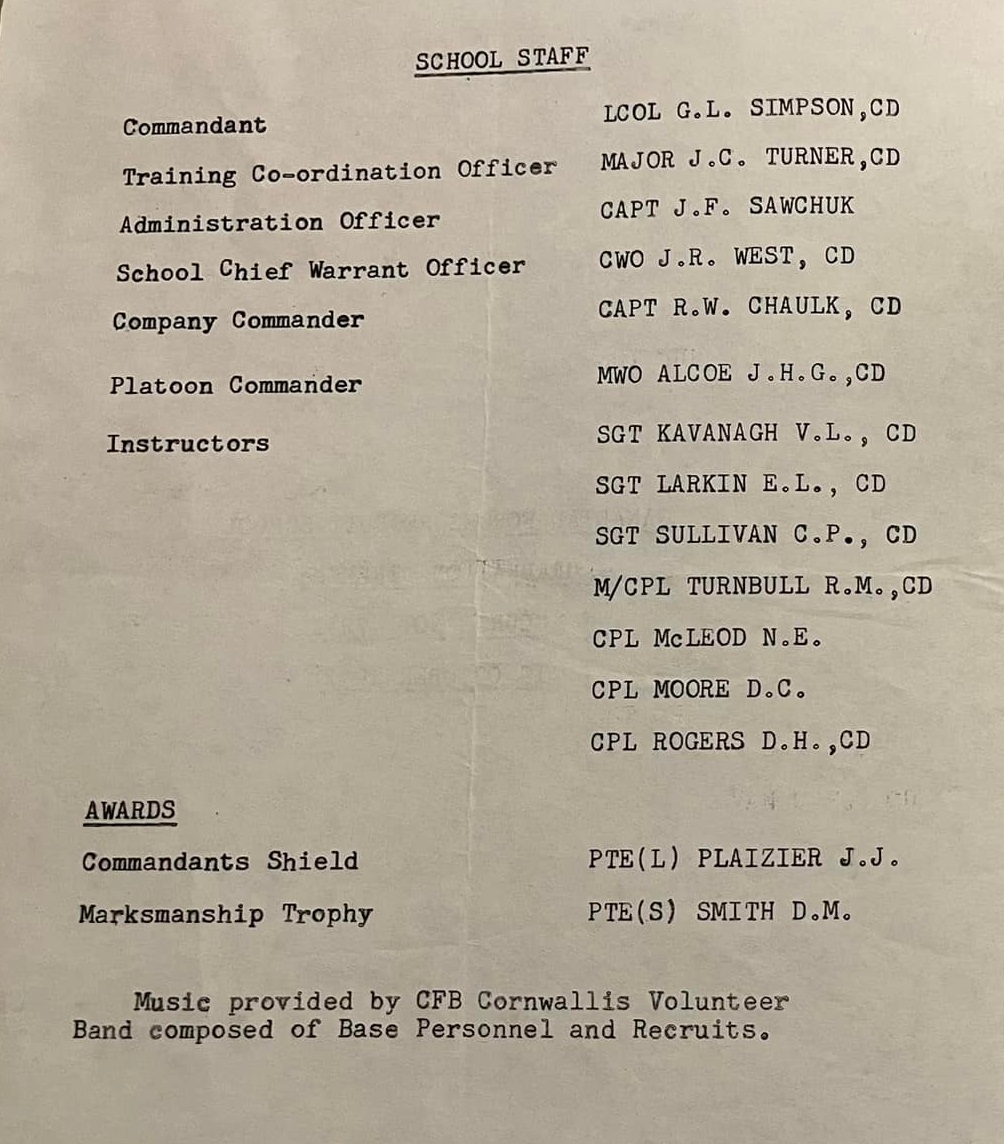 SCHOOL STAFF
Commandant LCOL G.L. SIMPSON,CD
Training Co-ordination Officer MAJOR J.C. TURNER,CD
Administration Officer CAPT J.F. SAWCHUK
School Chief Warrant Officer CWO J.R. WEST, CD
Company Commander CAPT R.W. CHAULK, CD
Platoon Commander MWO ALCOE J.H.G.,CD
Instructors SGT KAVANAGH V.L., CD
SGT LARKIN E.L., CD
SGT SULLIVAN C.P., CD
M/CPL TURNBULL R.M.,CD
CPL McLEOD N.E.
CPL MOORE D.C.
CPL ROGERS D.H.,CD
AWARDS
Commandants Shield PTE(L) PLAIZIER J.J.
Marksmanship Trophy PTE(S) SMITH D.M.
Music provided by CFB Cornwallis Volunteer
Band composed of Base Personnel and Recruits.